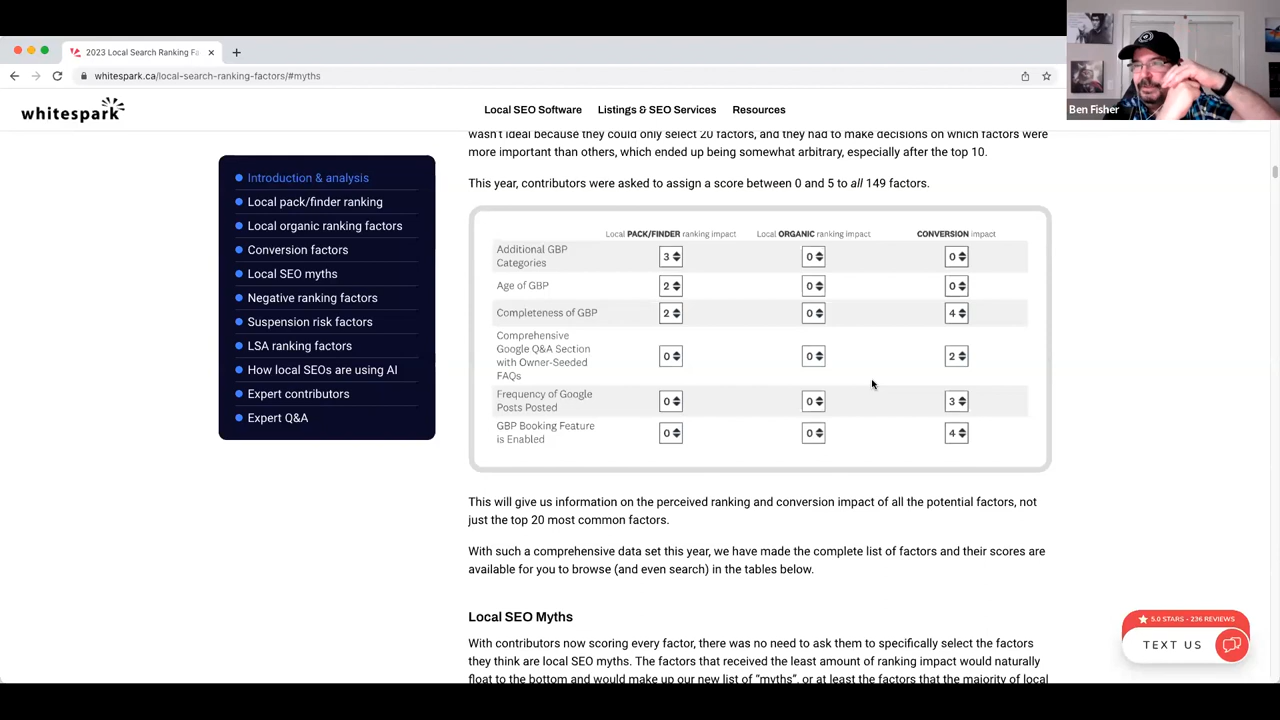 2023 Local Search Ranking Fa
whitespark.ca/local-search-ranking-factors/#myths
Ben Fisher
whitespark
Local SEO Software
Listings & SEO Services
Resources
wasn't ideal because they could only select 20 factors, and they had to make decisions on which factors were
more important than others, which ended up being somewhat arbitrary, especially after the top 10.
This year, contributors were asked to assign a score between 0 and 5 to all 149 factors.
Introduction & analysis
Local pack/finder ranking
Local organic ranking factors
Conversion factors
Local SEO myths
Negative ranking factors
Suspension risk factors
LSA ranking factors
How local SEOs are using AI
Expert contributors
Expert Q&A
Local PACK/FINDER ranking impact
Local ORGANIC ranking impact
CONVERSION impact
Additional GBP
Categories
3
0
0
Age of GBP
2
0
0
Completeness of GBP
2
0
4
Comprehensive
Google Q&A Section
with Owner-Seeded
FAQs
0
0
2
Frequency of Google
Posts Posted
0
0
3
GBP Booking Feature
is Enabled
0
0
4
This will give us information on the perceived ranking and conversion impact of all the potential factors, not
just the top 20 most common factors.
With such a comprehensive data set this year, we have made the complete list of factors and their scores are
available for you to browse (and even search) in the tables below.
Local SEO Myths
With contributors now scoring every factor, there was no need to ask them to specifically select the factors
they think are local SEO myths. The factors that received the least amount of ranking impact would naturally
float to the bottom and would make up our new list of "myths", or at least the factors that the majority of local
5.0 STARS - 236 REVIEWS
TEXT US